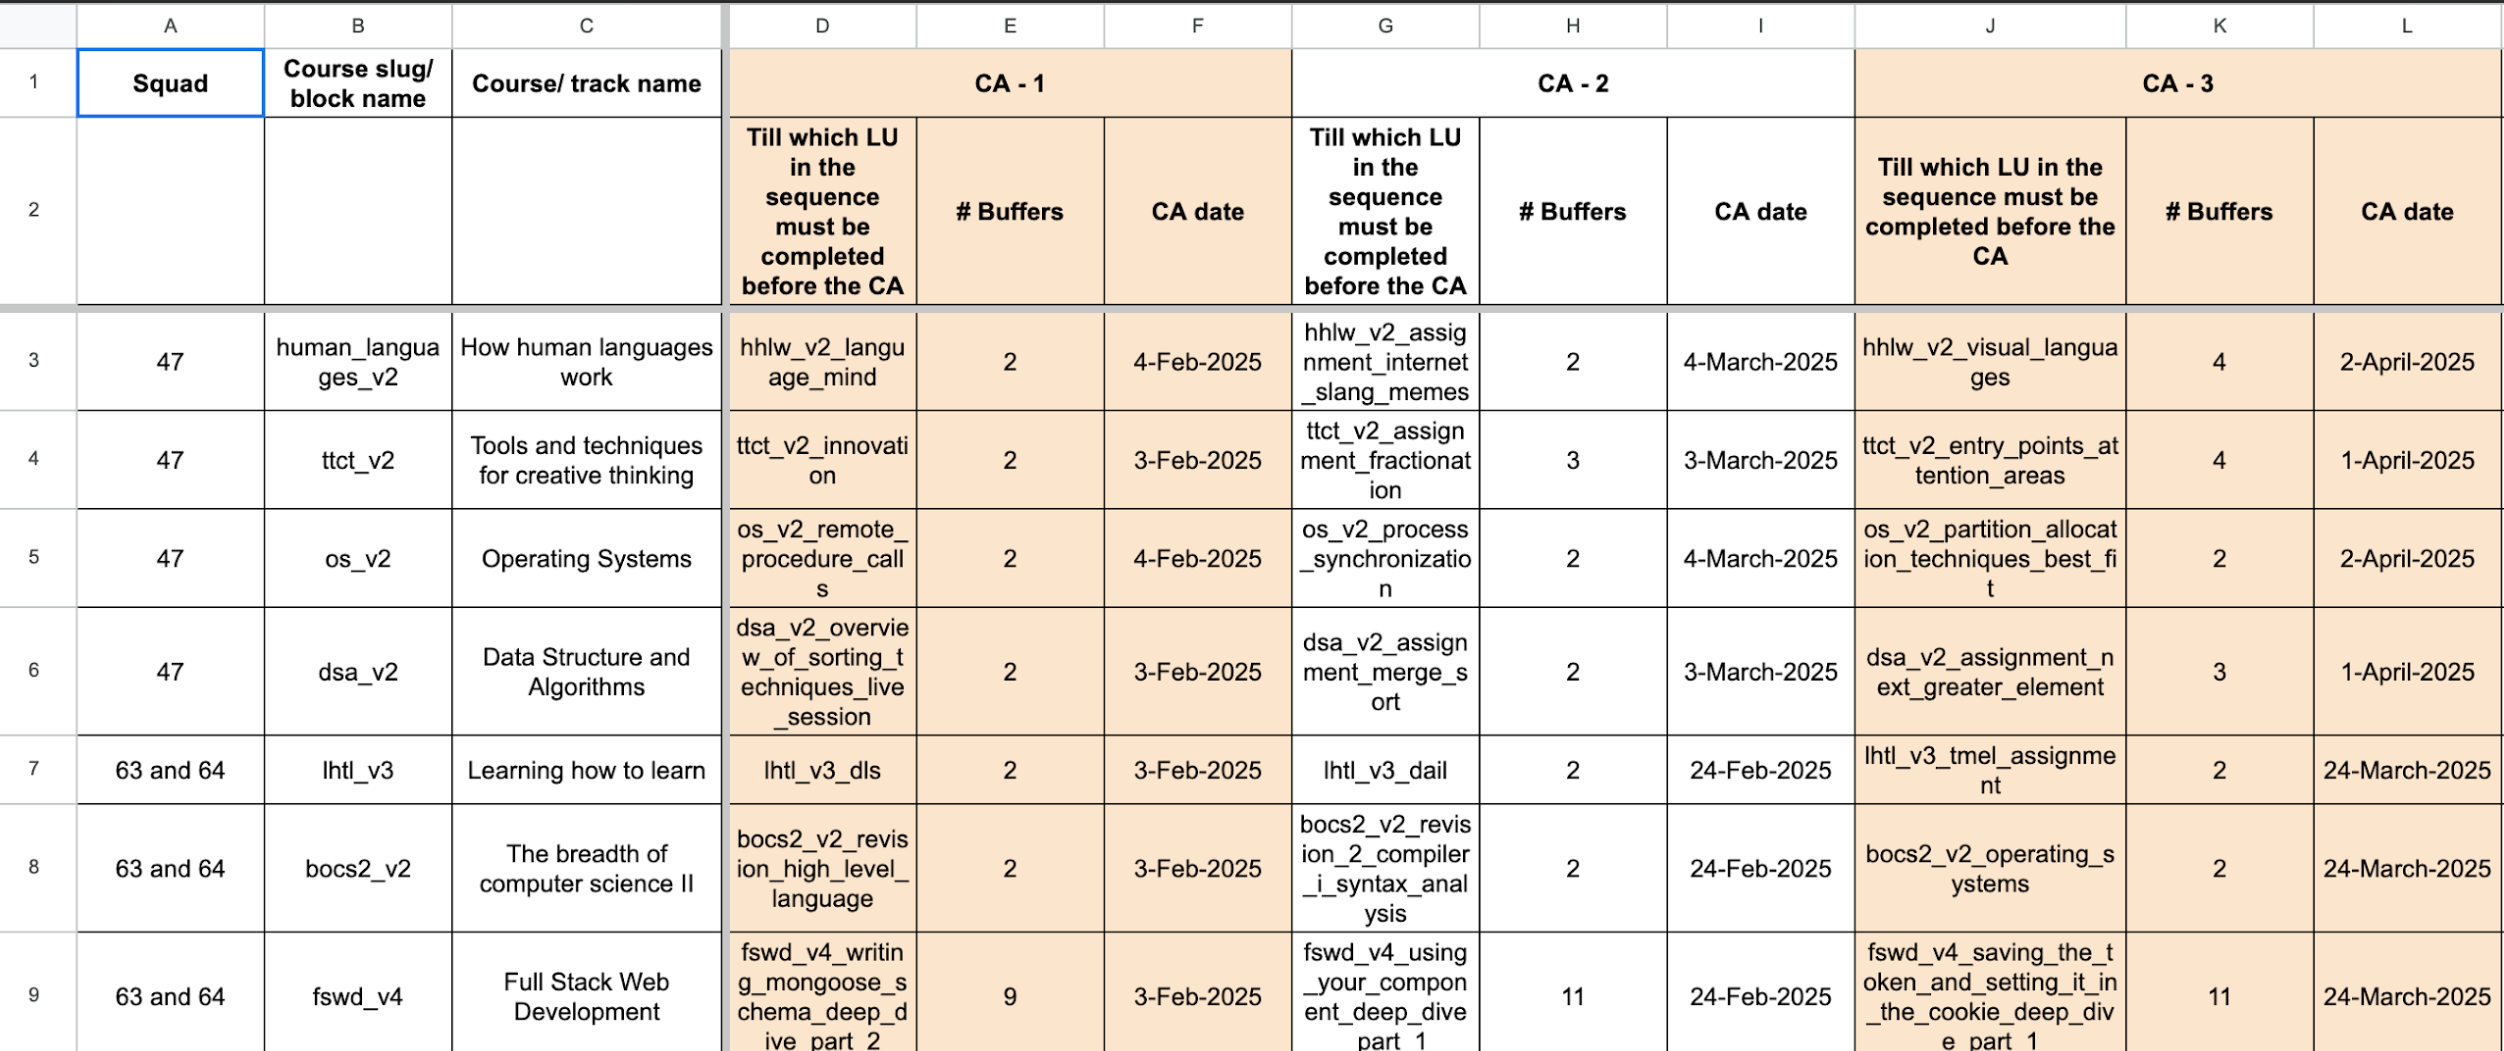 A B C D E F G H I J K L
1 Squad Course slug/ block name Course/ track name CA - 1 CA - 2 CA - 3
2 Till which LU in the sequence must be completed before the CA # Buffers CA date Till which LU in the sequence must be completed before the CA # Buffers CA date Till which LU in the sequence must be completed before the CA # Buffers CA date
3 47 human_languages_v2 How human languages work hhlw_v2_language_mind 2 4-Feb-2025 hhlw_v2_assignment_internet_slang_memes 2 4-March-2025 hhlw_v2_visual_languages 4 2-April-2025
4 47 ttct_v2 Tools and techniques for creative thinking ttct_v2_innovation 2 3-Feb-2025 ttct_v2_assignment_fractionation 3 3-March-2025 ttct_v2_entry_points_attention_areas 4 1-April-2025
5 47 os_v2 Operating Systems os_v2_remote_procedure_calls 2 4-Feb-2025 os_v2_process_synchronization 2 4-March-2025 os_v2_partition_allocation_techniques_best_fit 2 2-April-2025
6 47 dsa_v2 Data Structure and Algorithms dsa_v2_overview_of_sorting_techniques_live_session 2 3-Feb-2025 dsa_v2_assignment_merge_sort 2 3-March-2025 dsa_v2_assignment_next_greater_element 3 1-April-2025
7 63 and 64 lhtl_v3 Learning how to learn lhtl_v3_dls 2 3-Feb-2025 lhtl_v3_dail 2 24-Feb-2025 lhtl_v3_tmel_assignment 2 24-March-2025
8 63 and 64 bocs2_v2 The breadth of computer science II bocs2_v2_revision_high_level_language 2 3-Feb-2025 bocs2_v2_revision_2_compiler_i_syntax_analysis 2 24-Feb-2025 bocs2_v2_operating_systems 2 24-March-2025
9 63 and 64 fswd_v4 Full Stack Web Development fswd_v4_writing_mongoose_schema_deep_dive_part_2 9 3-Feb-2025 fswd_v4_using_your_component_deep_dive part_1 11 24-Feb-2025 fswd_v4_saving_the_token_and_setting_it_in_the_cookie_deep_dive_part_1 11 24-March-2025